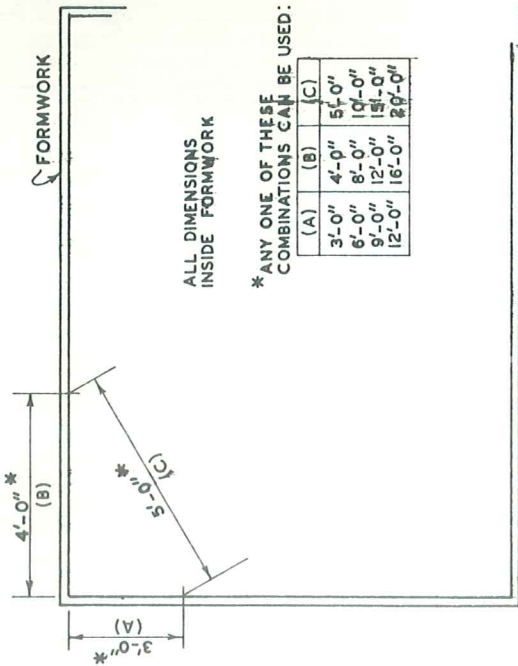 FORMWORK
4'-0" *
(B)
3'-0" *
(A)
5'-0" *
(C)
ALL DIMENSIONS
INSIDE FORMWORK
*ANY ONE OF THESE
COMBINATIONS CAN BE USED:
(A) (B) (C)
3'-0" 4'-0" 5'-0"
6'-0" 8'-0" 10'-0"
9'-0" 12'-0" 15'-0"
12'-0" 16'-0" 20'-0"